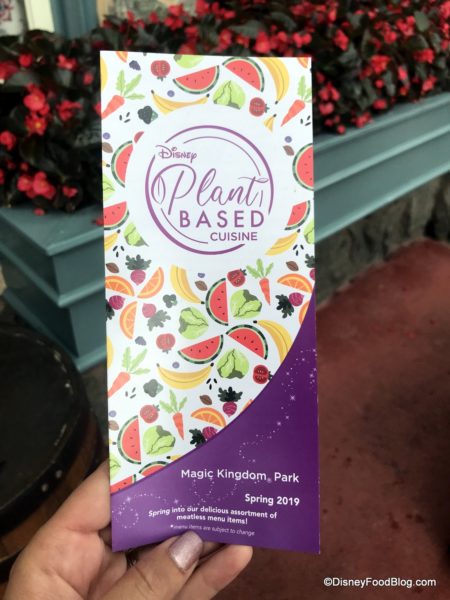 Disney
Plant
BASED
CUISINE
Magic Kingdom® Park
Spring 2019
Spring into our delicious assortment of
meatless menu items!
*menu items are subject to change
©DisneyFoodBlog.com